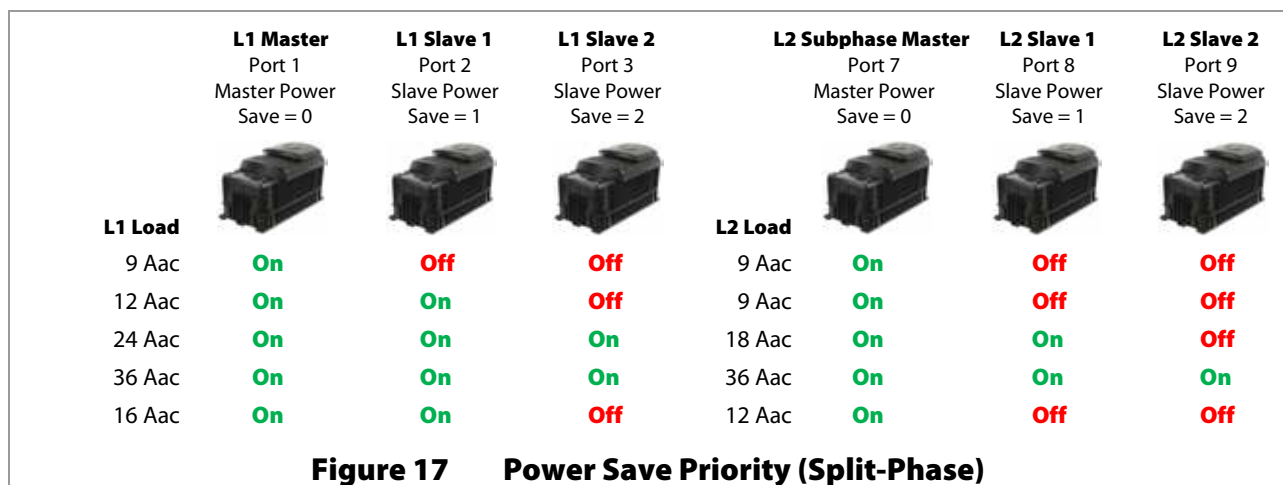 L1 Master L1 Slave 1 L1 Slave 2 L2 Subphase Master L2 Slave 1 L2 Slave 2
Port 1 Port 2 Port 3 Port 7 Port 8 Port 9
Master Power Slave Power Slave Power Master Power Slave Power Slave Power
Save = 0 Save = 1 Save = 2 Save = 0 Save = 1 Save = 2
L1 Load L2 Load
9 Aac On Off Off 9 Aac On Off Off
12 Aac On On Off 9 Aac On Off Off
24 Aac On On On 18 Aac On On Off
36 Aac On On On 36 Aac On On On
16 Aac On On Off 12 Aac On Off Off
Figure 17 Power Save Priority (Split-Phase)